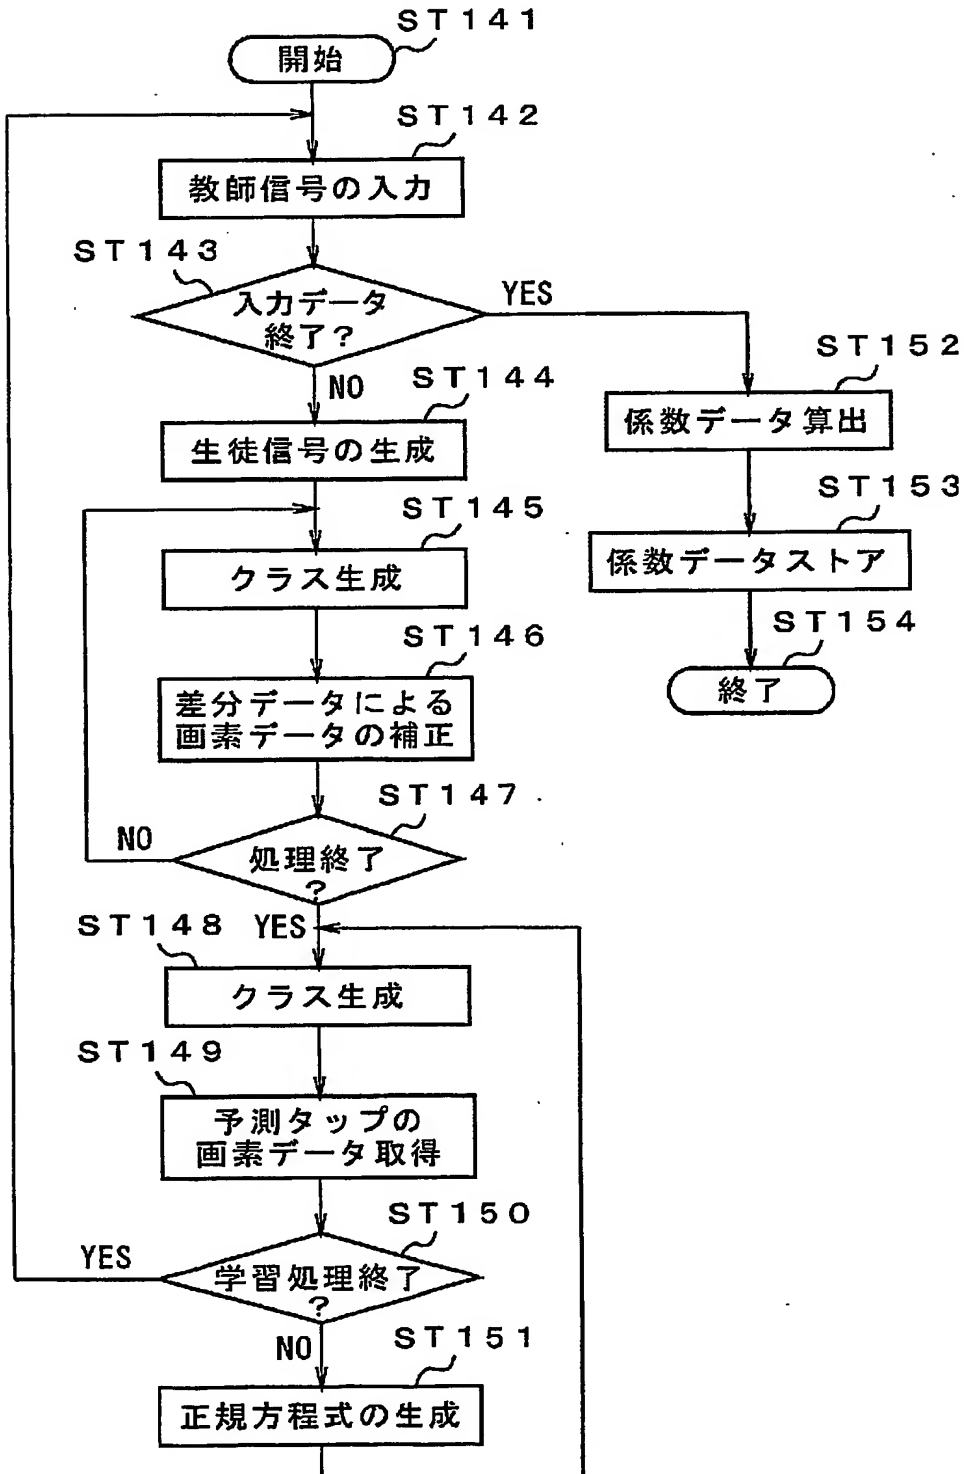 ST141
開始
ST142
教師信号の入力
ST143
入力データ
終了?
YES
NO
ST144
生徒信号の生成
ST152
係数データ算出
ST153
係数データストア
ST154
終了
ST145
クラス生成
ST146
差分データによる
画素データの補正
ST147
処理終了
?
NO
YES
ST148
クラス生成
ST149
予測タップの
画素データ取得
ST150
学習処理終了
?
YES
NO
ST151
正規方程式の生成